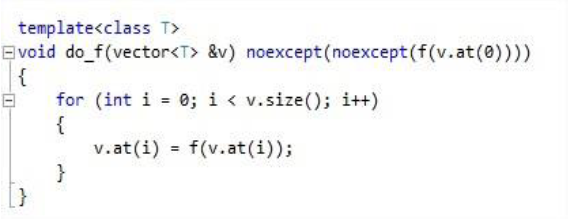 template<class T>
void do_f(vector<T> &v) noexcept(noexcept(f(v.at(0))))
{
    for (int i = 0; i < v.size(); i++)
    {
        v.at(i) = f(v.at(i));
    }
}